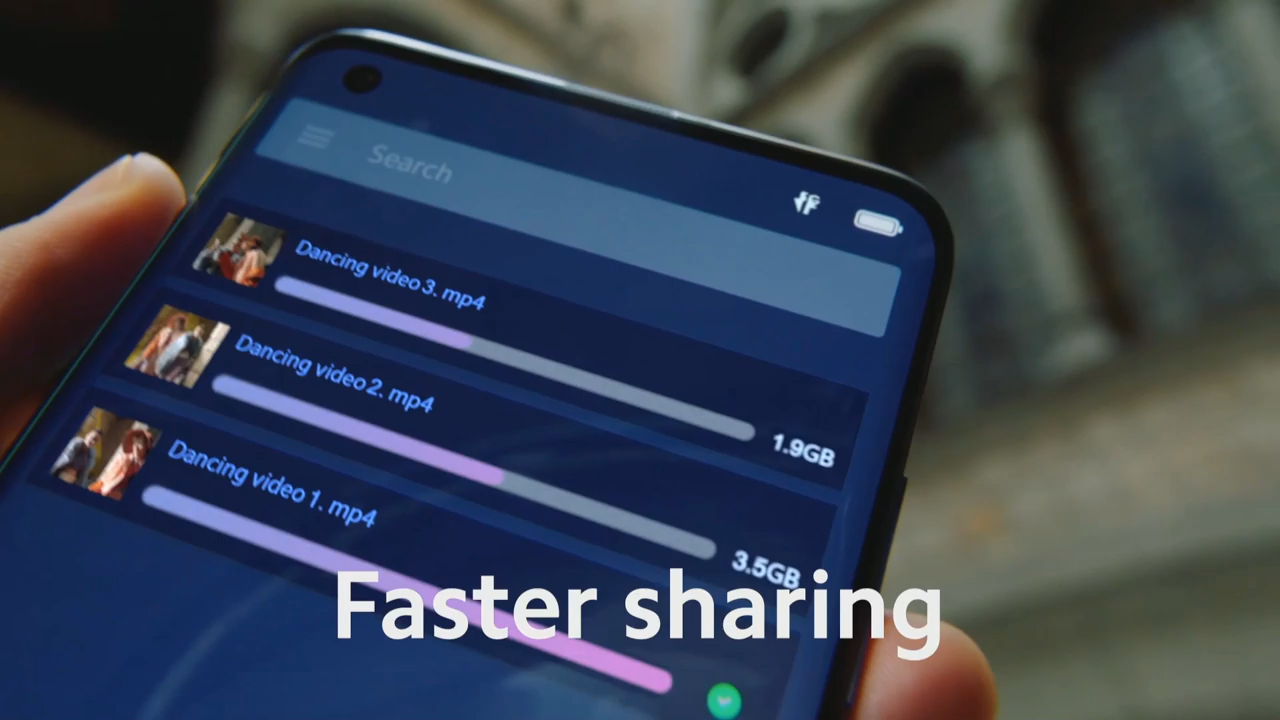 Search
Dancing video 3. mp4
1.9GB
Dancing video 2. mp4
3.5GB
Dancing video 1. mp4
Faster sharing